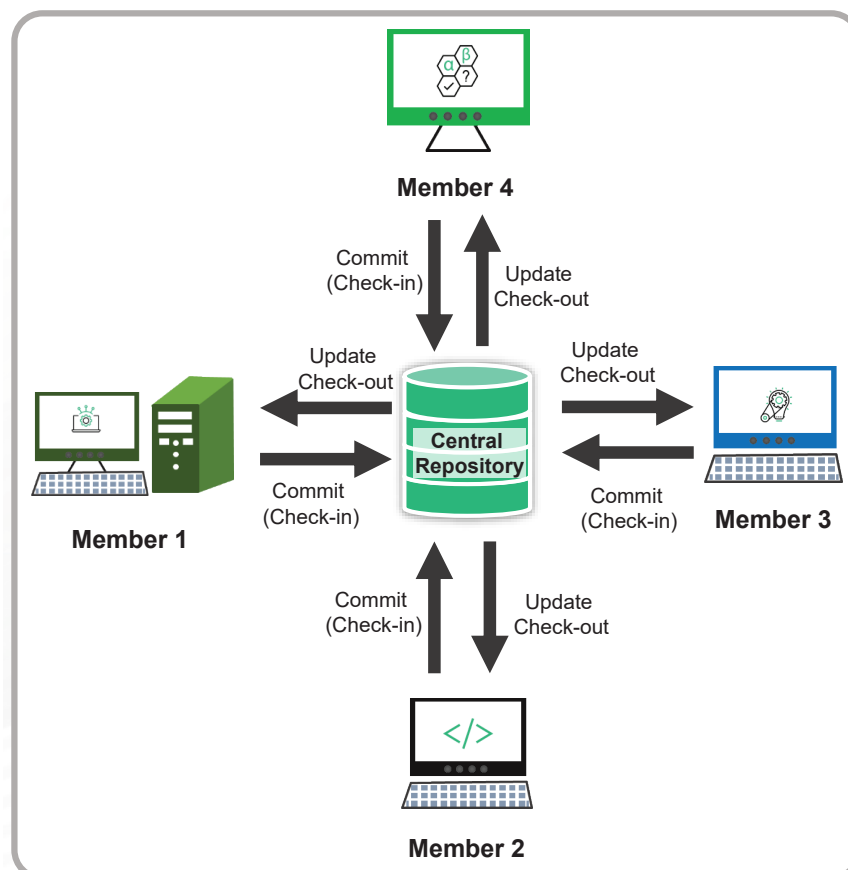 α
β
?
Member 4
Commit
(Check-in)
Update
Check-out
Update
Check-out
Update
Check-out
Central
Repository
Commit
(Check-in)
Commit
(Check-in)
Member 1
Member 3
Commit
(Check-in)
Update
Check-out
</>
Member 2